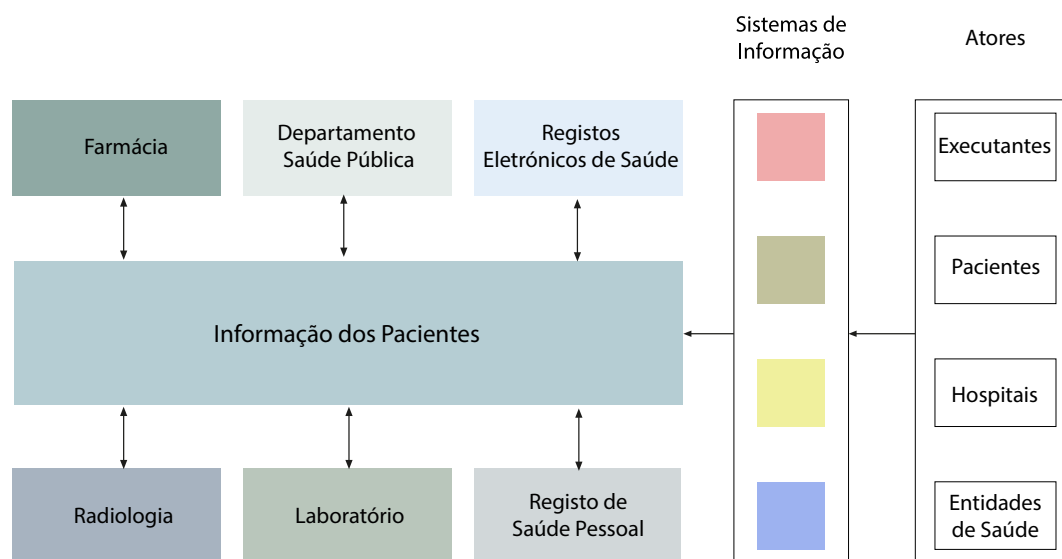 Sistemas de
Informação
Atores
Farmácia
Departamento
Saúde Pública
Registos
Eletrónicos de Saúde
Executantes
Pacientes
Informação dos Pacientes
Hospitais
Radiologia
Laboratório
Registo de
Saúde Pessoal
Entidades
de Saúde